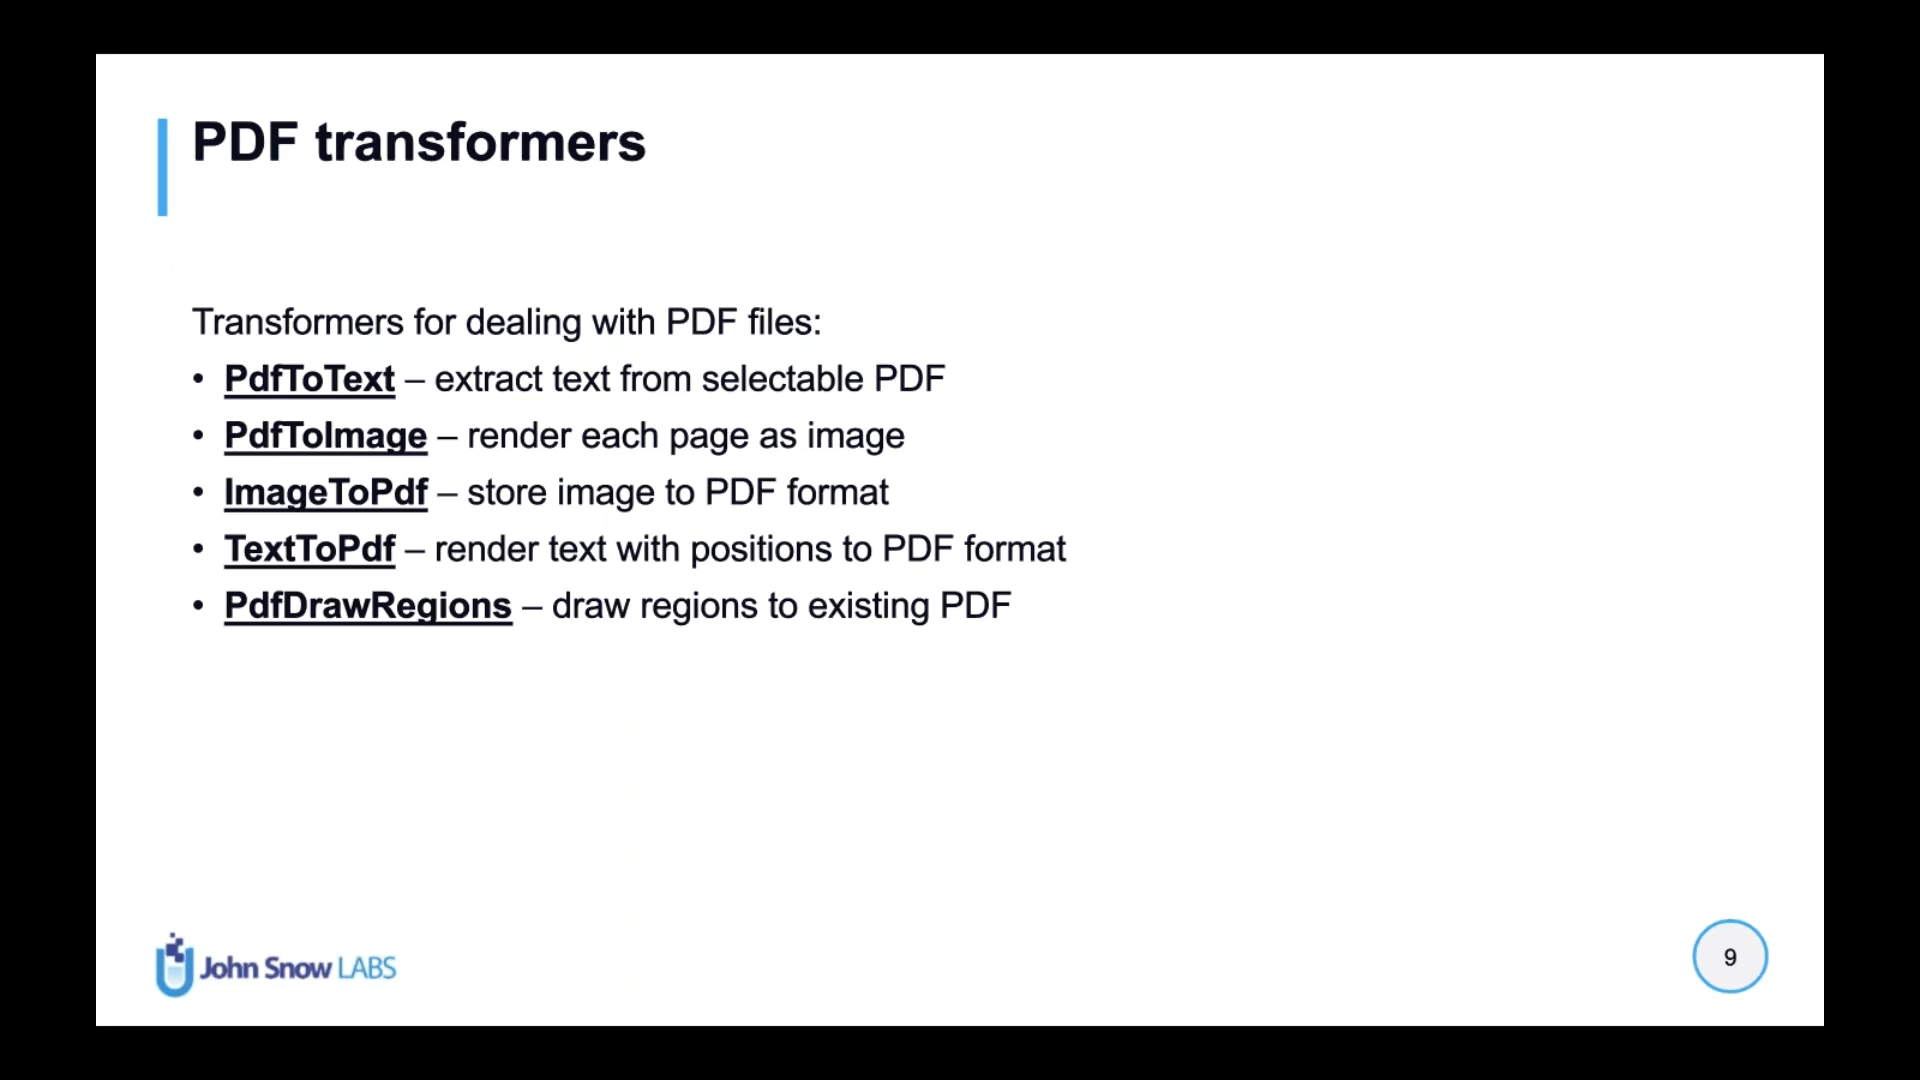 PDF transformers
Transformers for dealing with PDF files:
• PdfToText – extract text from selectable PDF
• PdfToImage – render each page as image
• ImageToPdf – store image to PDF format
• TextToPdf – render text with positions to PDF format
• PdfDrawRegions – draw regions to existing PDF
John Snow LABS
9